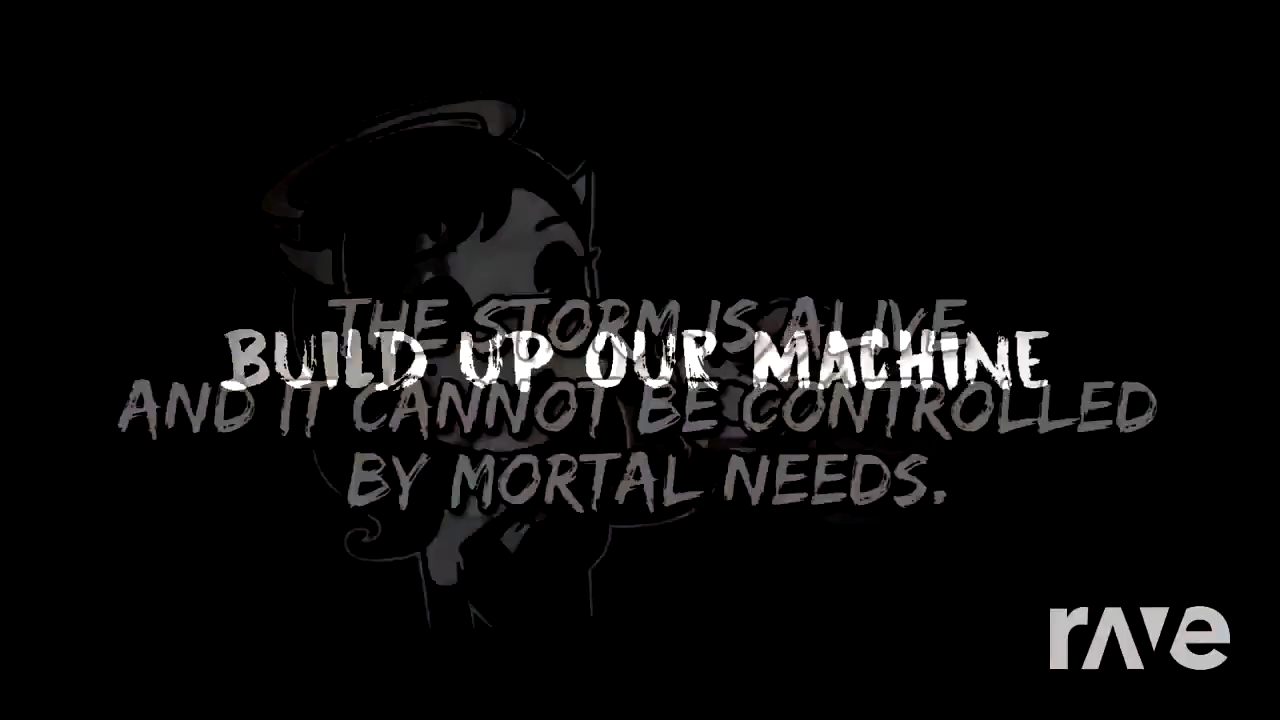 THE STORM IS ALIVE
BUILD UP OUR MACHINE
AND IT CANNOT BE CONTROLLED
BY MORTAL NEEDS.
rave